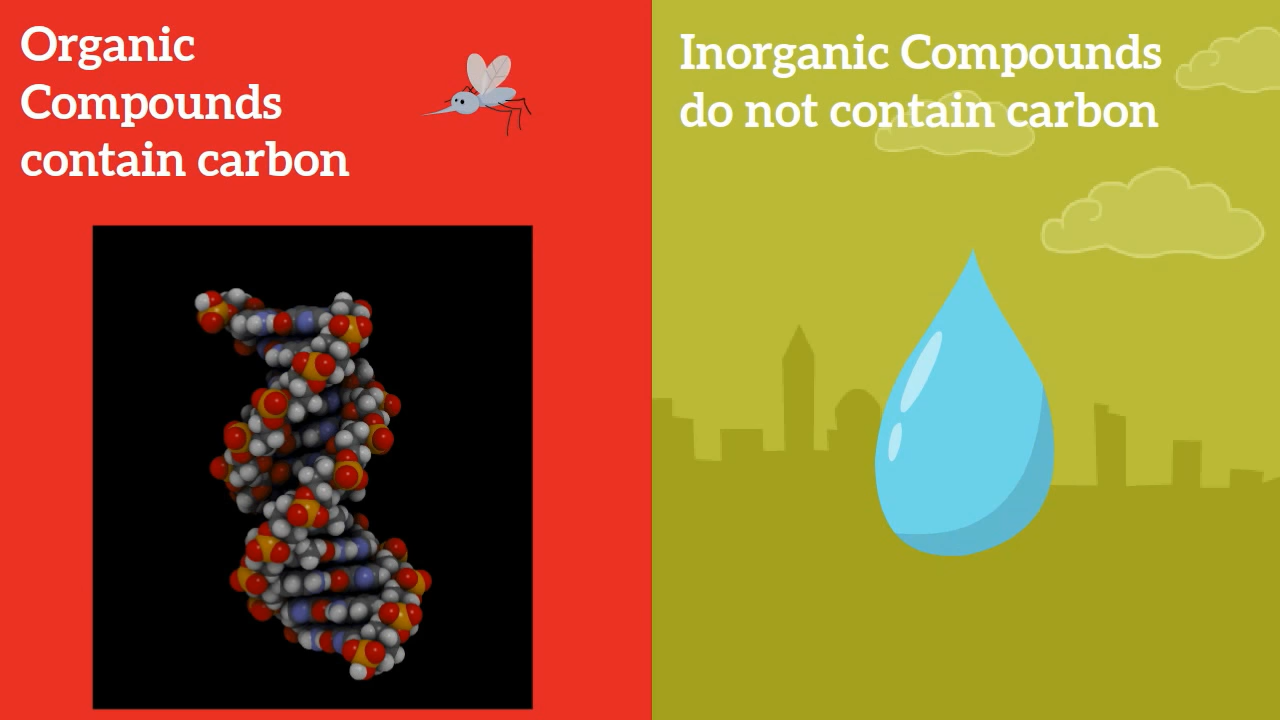 Organic
Compounds
contain carbon
Inorganic Compounds
do not contain carbon